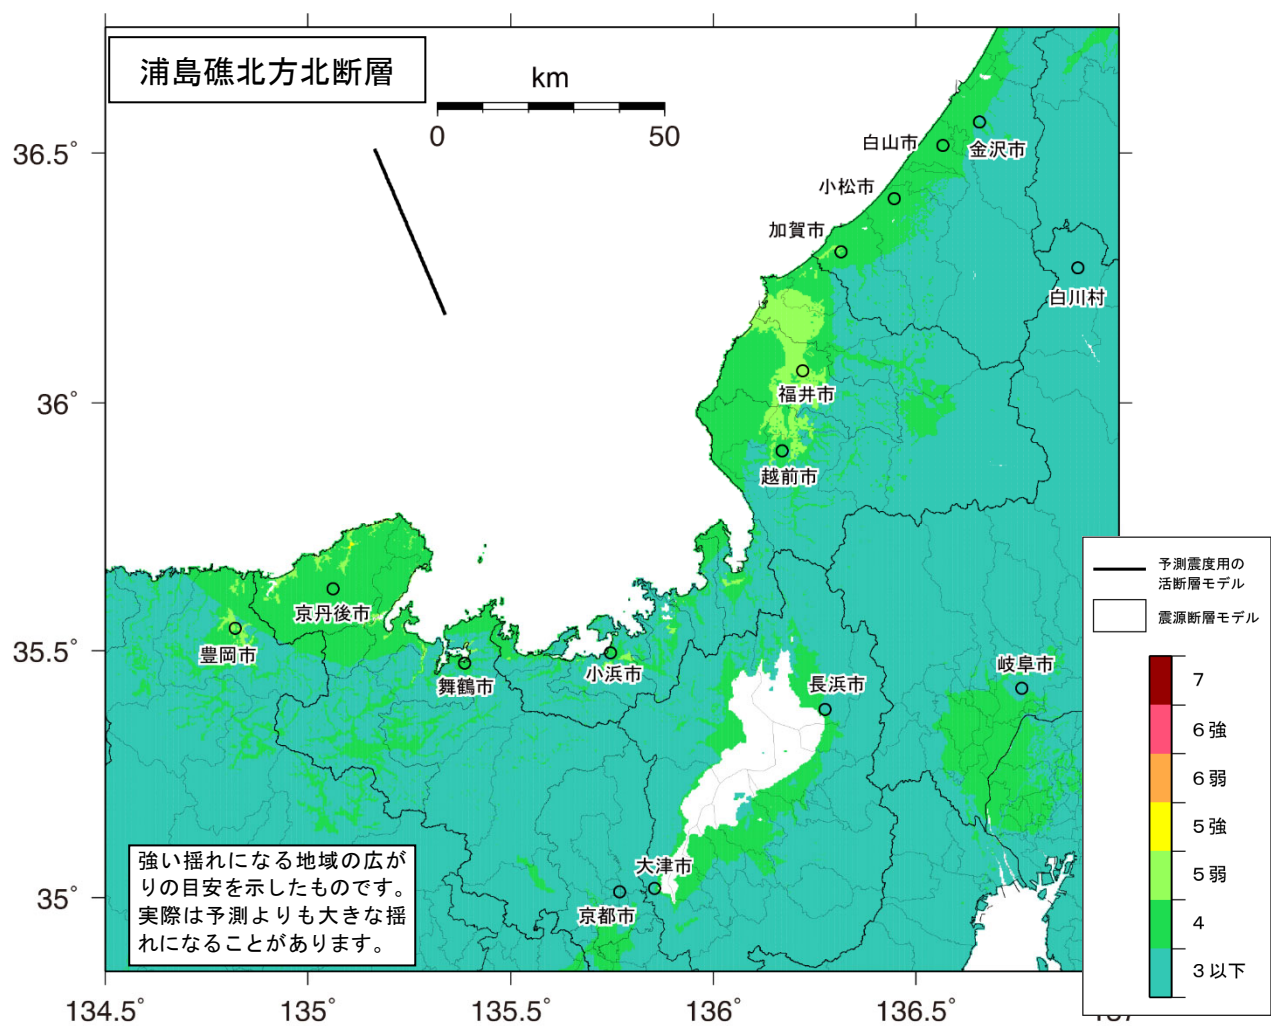 浦島礁北方北断層
km
0
50
36.5°
36°
35.5°
35°
134.5°
135°
135.5°
136°
136.5°
白山市
金沢市
小松市
加賀市
白川村
福井市
越前市
京丹後市
豊岡市
舞鶴市
小浜市
長浜市
岐阜市
大津市
京都市
強い揺れになる地域の広が
りの目安を示したものです。
実際は予測よりも大きな揺
れになることがあります。
予測震度用の
活断層モデル
震源断層モデル
7
6強
6弱
5強
5弱
4
3以下